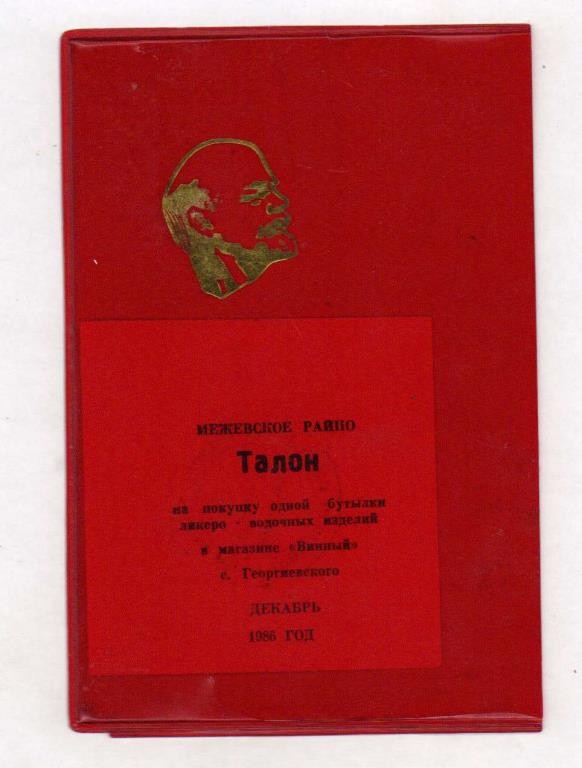 МЕЖЕВСКОЕ РАЙПО
Талон
на покупку одной бутылки
ликеро - водочных изделий
в магазине «Винный»
с. Георгиевского
ДЕКАБРЬ
1986 ГОД